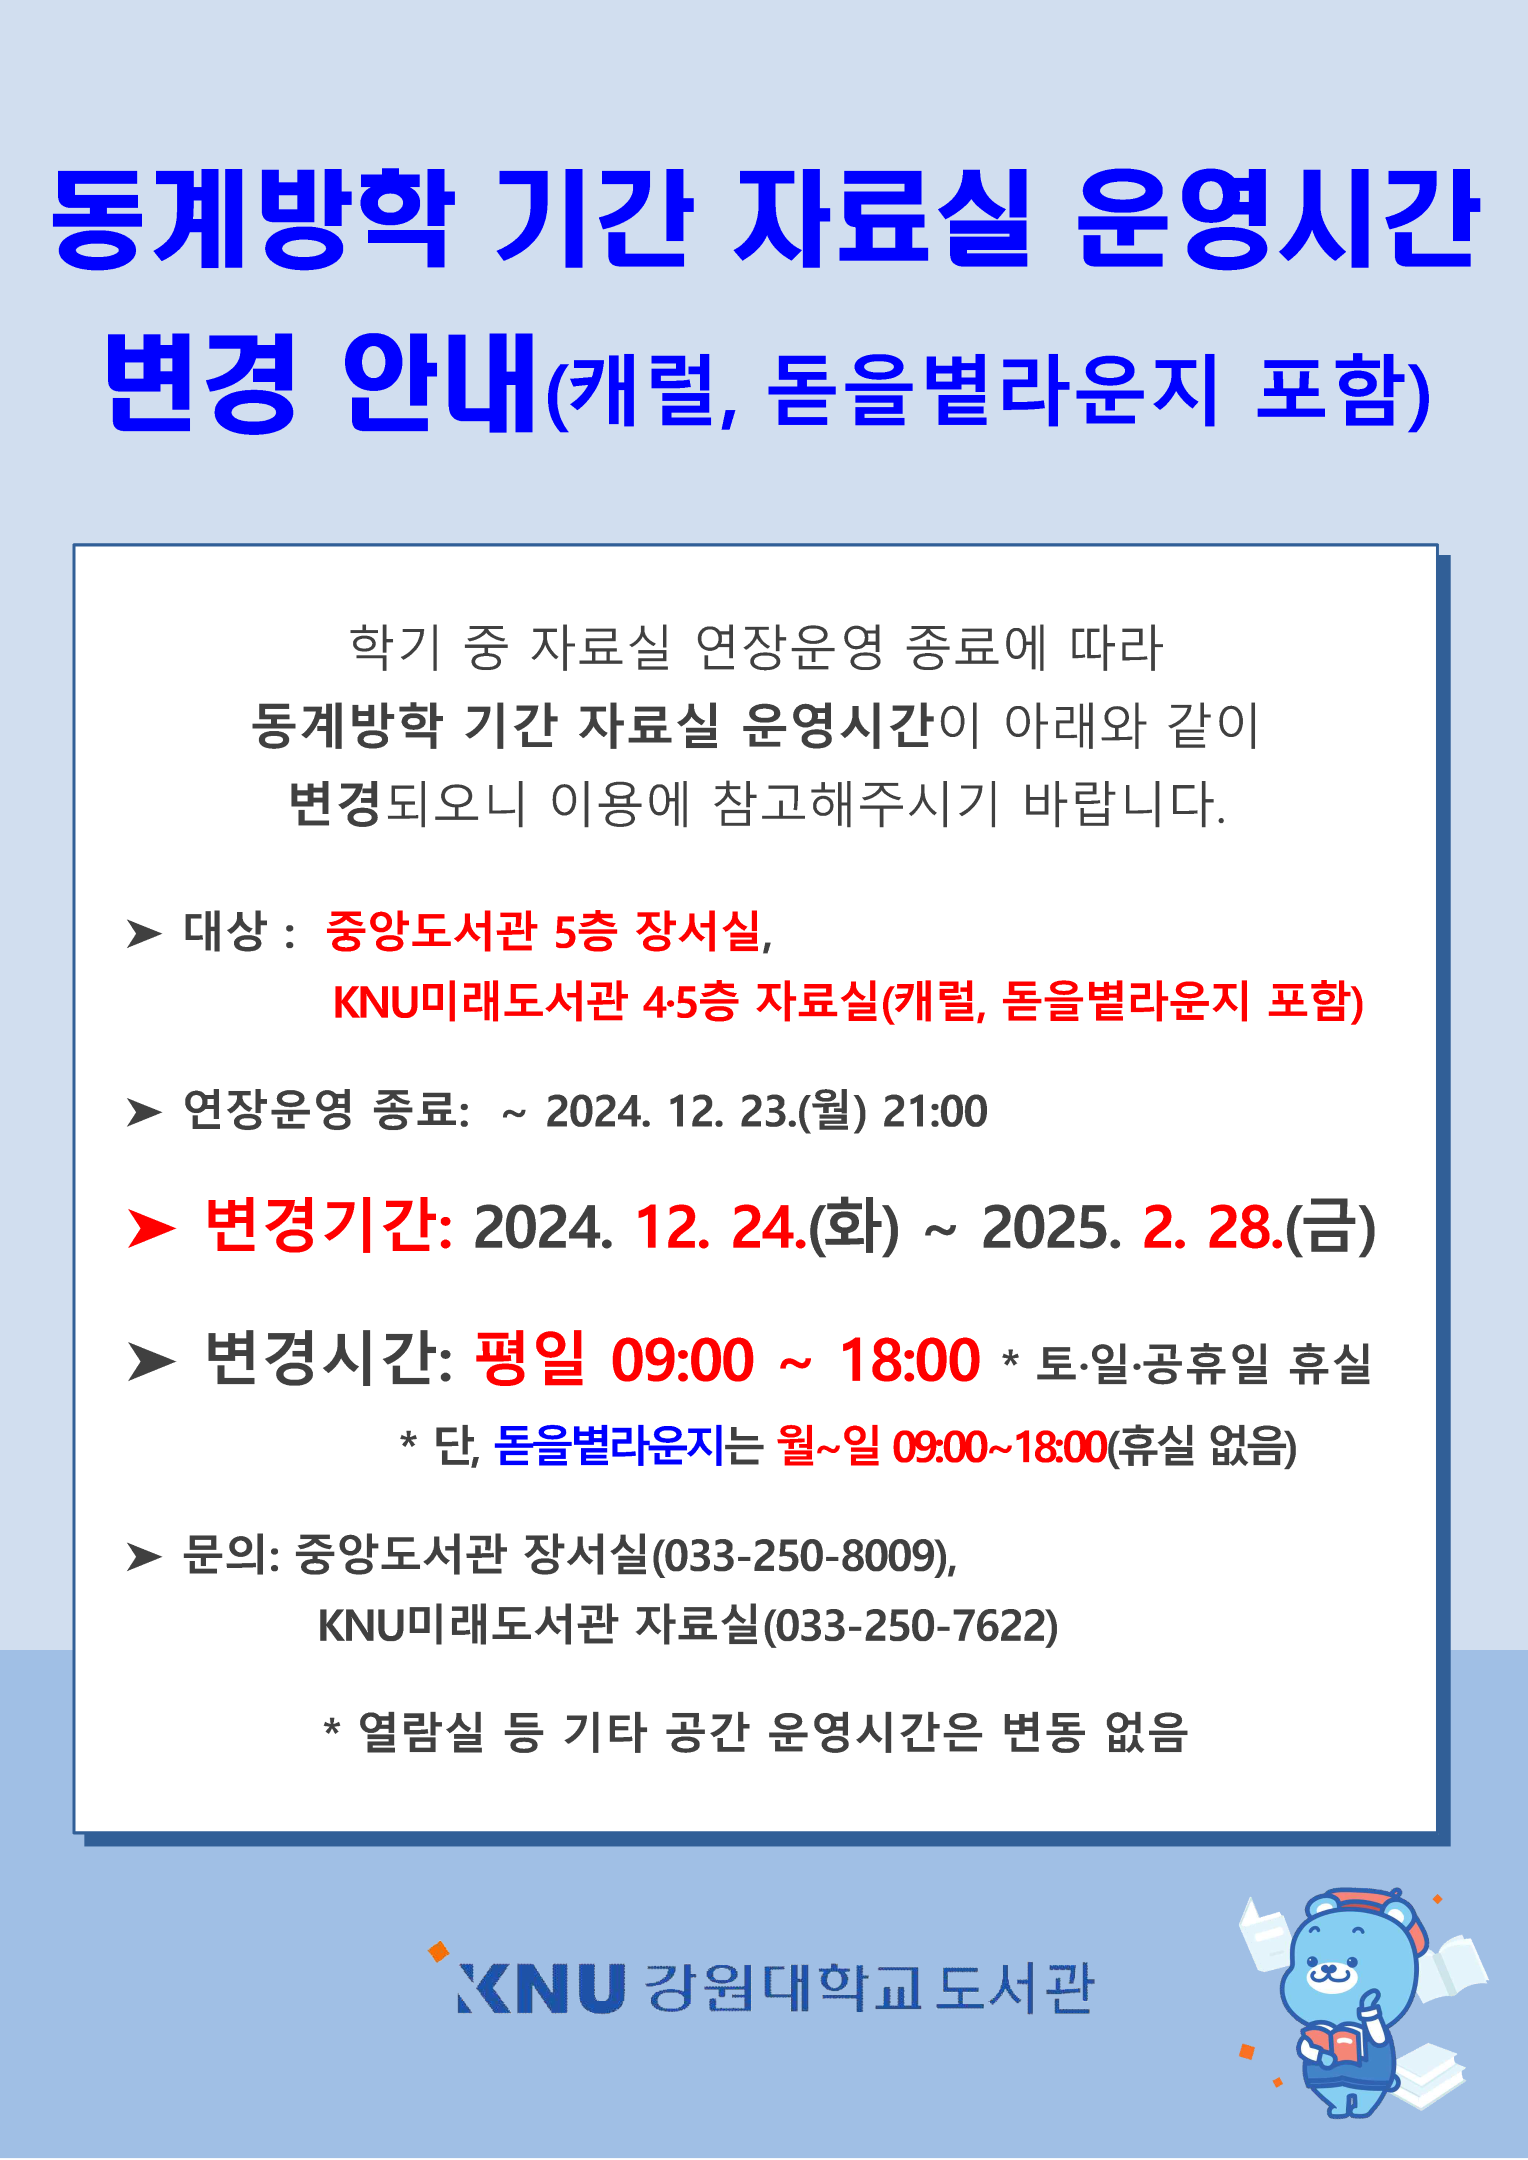 동계방학 기간 자료실 운영시간
변경 안내(캐럴, 돋을볕라운지 포함)
학기 중 자료실 연장운영 종료에 따라
동계방학 기간 자료실 운영시간이 아래와 같이
변경되오니 이용에 참고해주시기 바랍니다.
➤ 대상 : 중앙도서관 5층 장서실,
KNU미래도서관 4·5층 자료실(캐럴, 돋을볕라운지 포함)
➤ 연장운영 종료: ~ 2024. 12. 23.(월) 21:00
➤ 변경기간: 2024. 12. 24.(화) ~ 2025. 2. 28.(금)
➤ 변경시간: 평일 09:00 ~ 18:00 * 토·일·공휴일 휴실
* 단, 돋을볕라운지는 월~일 09:00~18:00(휴실 없음)
➤ 문의: 중앙도서관 장서실(033-250-8009),
KNU미래도서관 자료실(033-250-7622)
* 열람실 등 기타 공간 운영시간은 변동 없음
KNU 강원대학교도서관